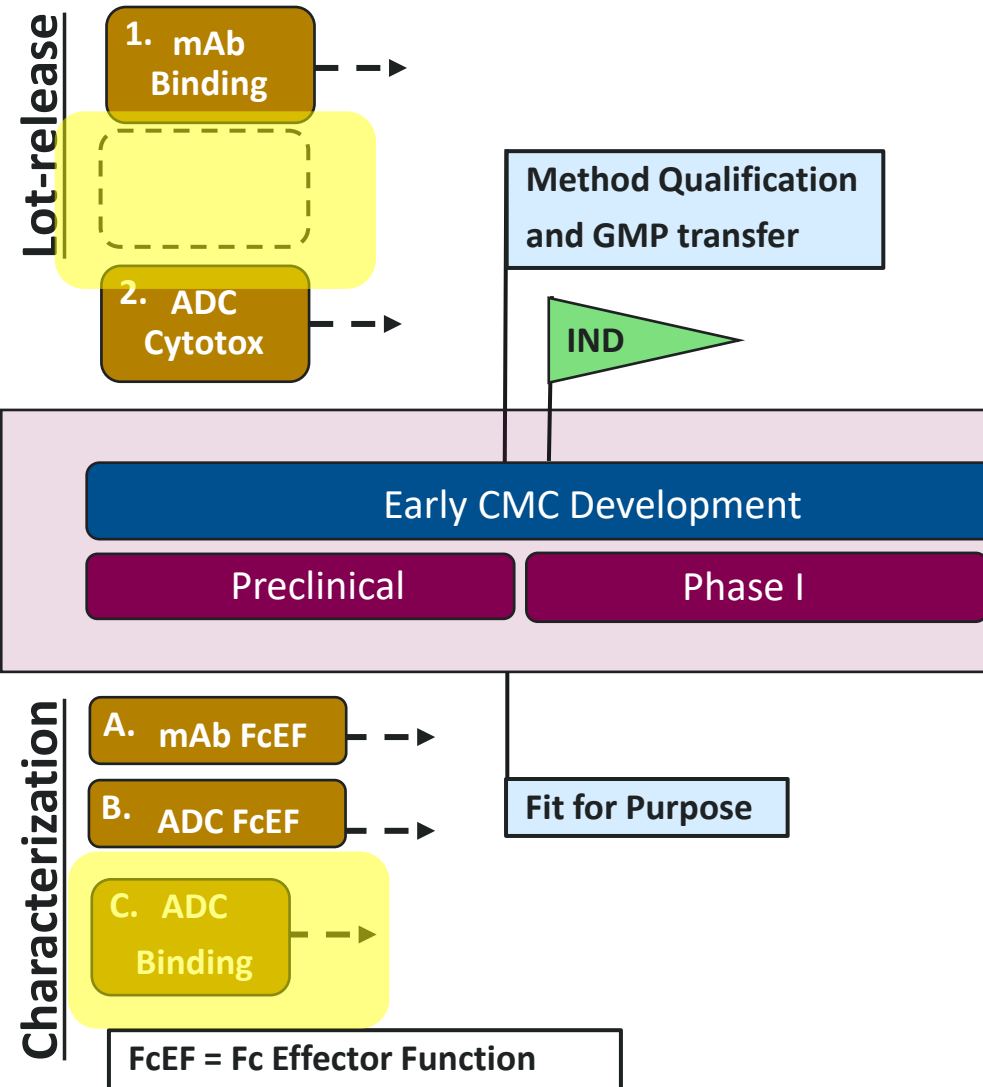 Lot-release
1. mAb
Binding
2. ADC
Cytotox
Method Qualification
and GMP transfer
IND
Early CMC Development
Preclinical
Phase I
Characterization
A. mAb FcEF
B. ADC FcEF
C. ADC
Binding
Fit for Purpose
FcEF = Fc Effector Function